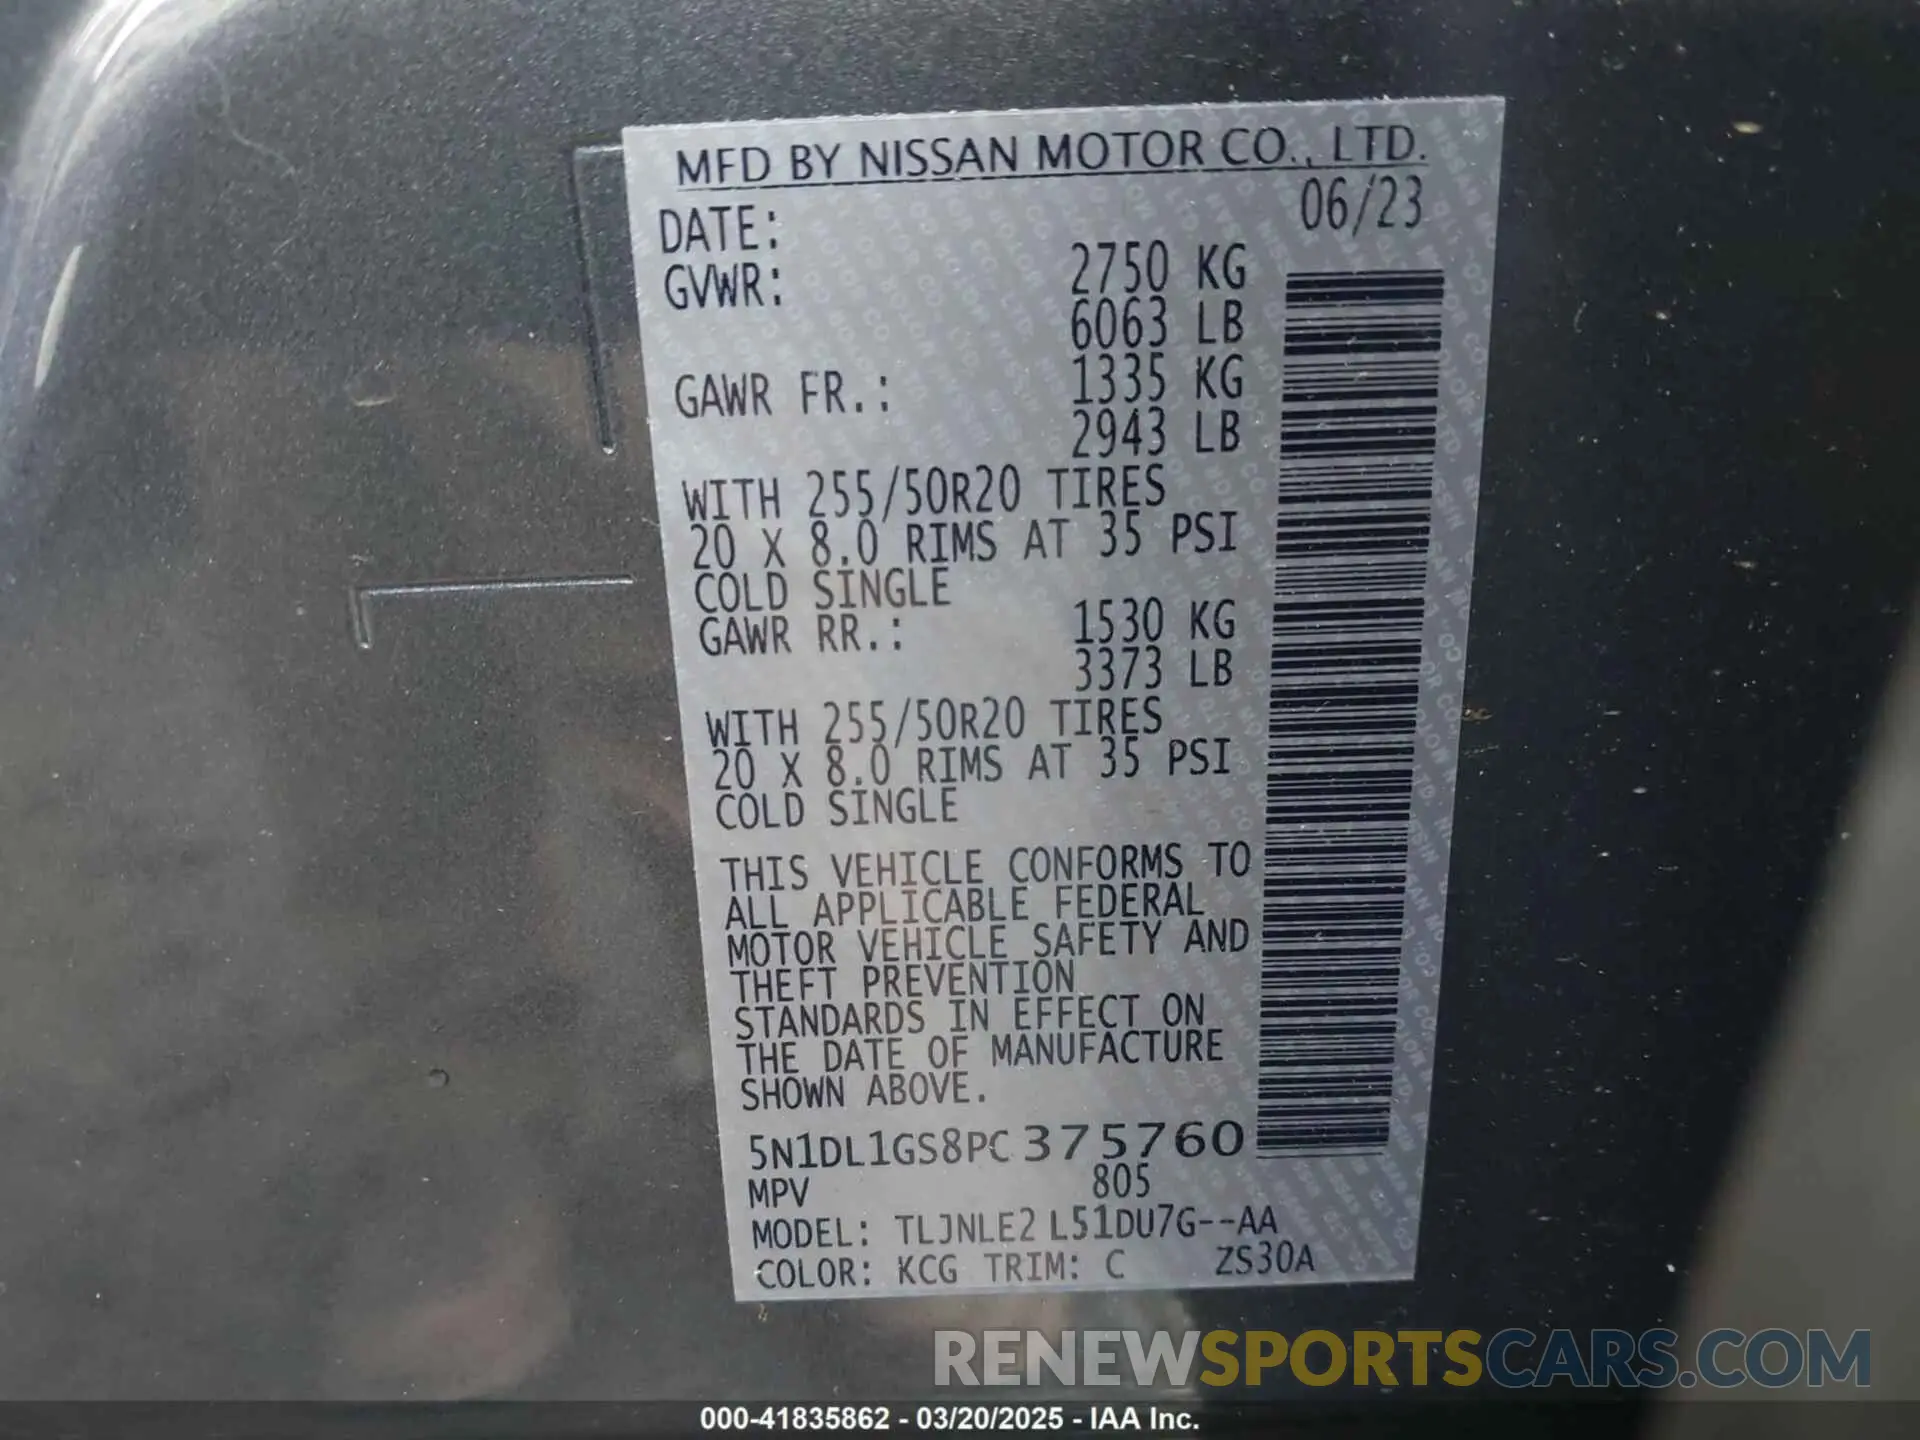 MFD BY NISSAN MOTOR CO., LTD.
DATE: 06/23
GVWR: 2750 KG
6063 LB
GAWR FR.: 1335 KG
2943 LB
WITH 255/50R20 TIRES
20 X 8.0 RIMS AT 35 PSI
COLD SINGLE
GAWR RR.: 1530 KG
3373 LB
WITH 255/50R20 TIRES
20 X 8.0 RIMS AT 35 PSI
COLD SINGLE
THIS VEHICLE CONFORMS TO
ALL APPLICABLE FEDERAL
MOTOR VEHICLE SAFETY AND
THEFT PREVENTION
STANDARDS IN EFFECT ON
THE DATE OF MANUFACTURE
SHOWN ABOVE.
5N1DL1GS8PC375760
MPV 805
MODEL: TLJNLE2 L51DU7G--AA
COLOR: KCG TRIM: C ZS30A
RENEWSPORTSCARS.COM
000-41835862 - 03/20/2025 - IAA Inc.